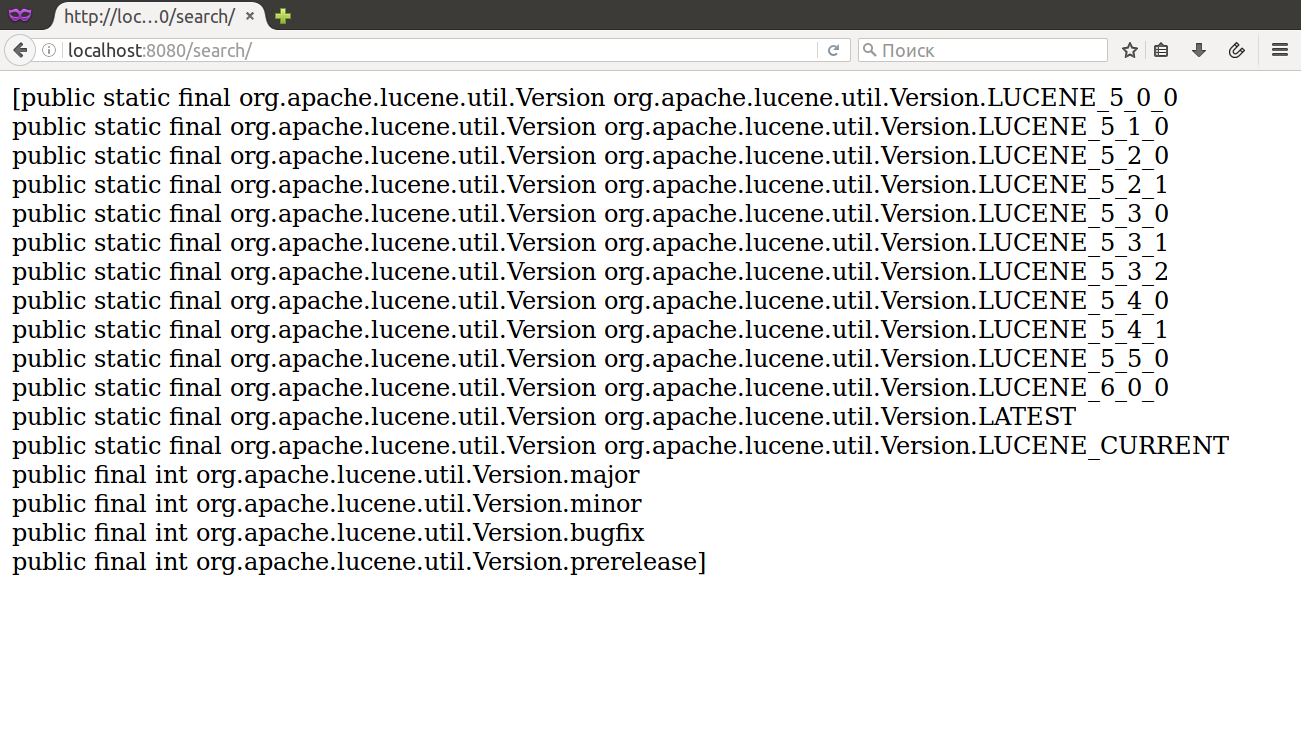 http://loc...0/search/
localhost:8080/search/
Поиск
[public static final org.apache.lucene.util.Version org.apache.lucene.util.Version.LUCENE_5_0_0
public static final org.apache.lucene.util.Version org.apache.lucene.util.Version.LUCENE_5_1_0
public static final org.apache.lucene.util.Version org.apache.lucene.util.Version.LUCENE_5_2_0
public static final org.apache.lucene.util.Version org.apache.lucene.util.Version.LUCENE_5_2_1
public static final org.apache.lucene.util.Version org.apache.lucene.util.Version.LUCENE_5_3_0
public static final org.apache.lucene.util.Version org.apache.lucene.util.Version.LUCENE_5_3_1
public static final org.apache.lucene.util.Version org.apache.lucene.util.Version.LUCENE_5_3_2
public static final org.apache.lucene.util.Version org.apache.lucene.util.Version.LUCENE_5_4_0
public static final org.apache.lucene.util.Version org.apache.lucene.util.Version.LUCENE_5_4_1
public static final org.apache.lucene.util.Version org.apache.lucene.util.Version.LUCENE_5_5_0
public static final org.apache.lucene.util.Version org.apache.lucene.util.Version.LUCENE_6_0_0
public static final org.apache.lucene.util.Version org.apache.lucene.util.Version.LATEST
public static final org.apache.lucene.util.Version org.apache.lucene.util.Version.LUCENE_CURRENT
public final int org.apache.lucene.util.Version.major
public final int org.apache.lucene.util.Version.minor
public final int org.apache.lucene.util.Version.bugfix
public final int org.apache.lucene.util.Version.prerelease]